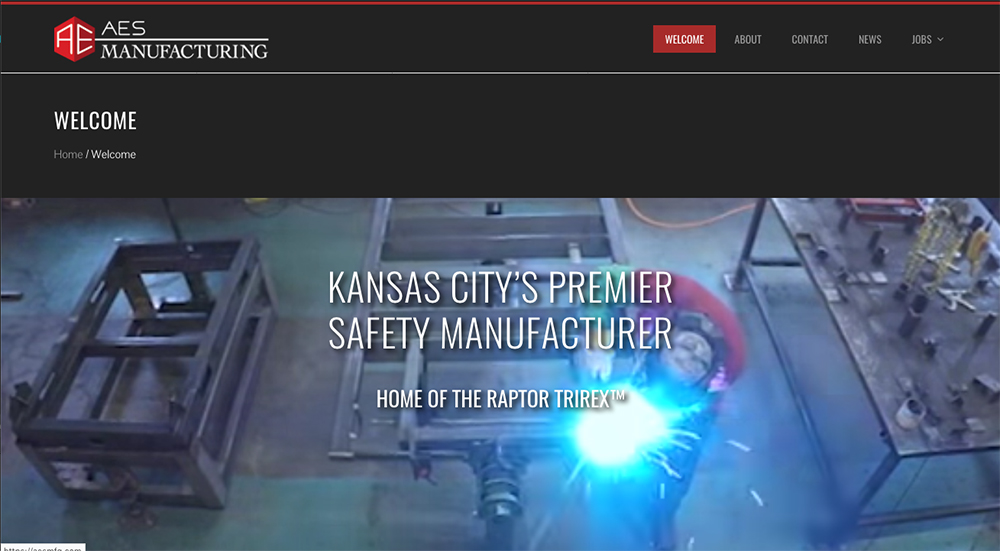 AES
MANUFACTURING
WELCOME ABOUT CONTACT NEWS JOBS
WELCOME
Home / Welcome
KANSAS CITY’S PREMIER
SAFETY MANUFACTURER
HOME OF THE RAPTOR TRIREX™
https://aesmfg.com